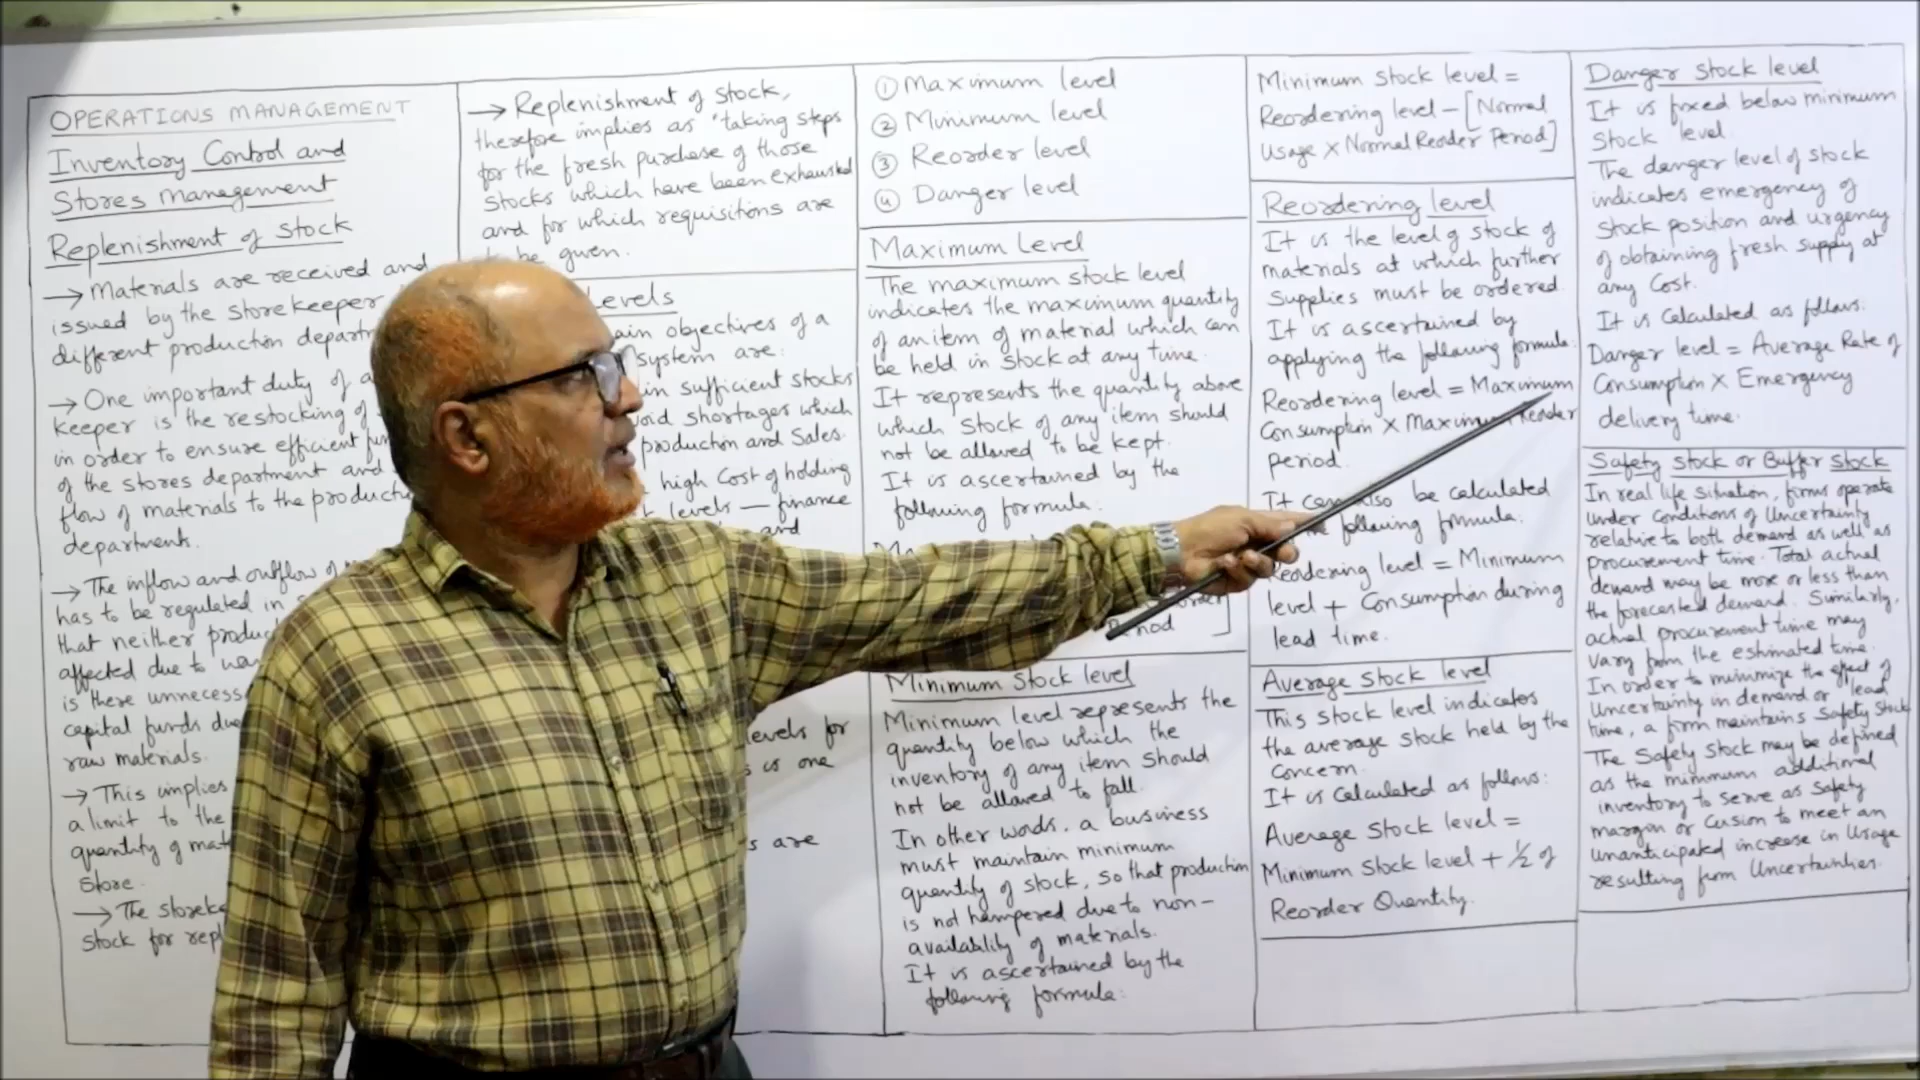 OPERATIONS MANAGEMENT
Inventory Control and
Stores Management
Replenishment of Stock
→ Materials are received and
issued by the storekeeper
different production
→ One important duty of a
keeper is the restocking of
in order to ensure efficient
of the stores department and
flow of materials to the
department.
→ The inflow and outflow of
has to be regulated in
that neither
affected due to
is there
capital funds due
raw materials.
→ This implies
a limit to the
quantity of
Store.
→ The
Stock for
→ Replenishment of Stock,
therefore implies as 'taking steps
for the fresh purchase of those
Stocks which have been exhausted
and for which requisitions are
be given.
Levels
objectives of a
system are:
sufficient stocks
shortages which
production and Sales.
high Cost of holding
levels — finance
and
levels for
is one
are
① Maximum level
② Minimum level
③ Reorder level
④ Danger level
Maximum Level
The maximum stock level
indicates the maximum quantity
of an item of material which can
be held in stock at any time.
It represents the quantity above
which stock of any item should
not be allowed to be kept.
It is ascertained by the
following formula:
Period ]
Minimum Stock level
Minimum level represents the
quantity below which the
inventory of any item should
not be allowed to fall.
In other words, a business
must maintain minimum
quantity of stock, so that production
is not hampered due to non-
availability of materials.
It is ascertained by the
following formula:
Minimum Stock level =
Reordering level - [Normal
Usage X Normal Reorder Period]
Reordering level
It is the level of stock of
materials at which further
Supplies must be ordered.
It is ascertained by
applying the following formula:
Reordering level = Maximum
Consumption X Maximum Reorder
period.
It can also be calculated
following formula:
Reordering level = Minimum
level + Consumption during
lead time.
Average Stock level
This stock level indicates
the average stock held by the
Concern.
It is Calculated as follows:
Average Stock level =
Minimum Stock level + 1/2 of
Reorder Quantity.
Danger Stock level
It is fixed below minimum
Stock level.
The danger level of stock
indicates emergency of
stock position and urgency
of obtaining fresh supply at
any Cost.
It is Calculated as follows:
Danger level = Average Rate of
Consumption X Emergency
delivery time.
Safety Stock or Buffer Stock
In real life situation, firms operate
Under Conditions of Uncertainty
relative to both demand as well as
procurement time. Total actual
demand may be more or less than
the forecasted demand. Similarly,
actual procurement time may
vary from the estimated time.
In order to minimize the effect of
Uncertainty in demand or lead
time, a firm maintains Safety Stock
The Safety Stock may be defined
as the minimum additional
inventory to serve as safety
margin or Cusion to meet an
Unanticipated increase in Usage
resulting from Uncertainties.